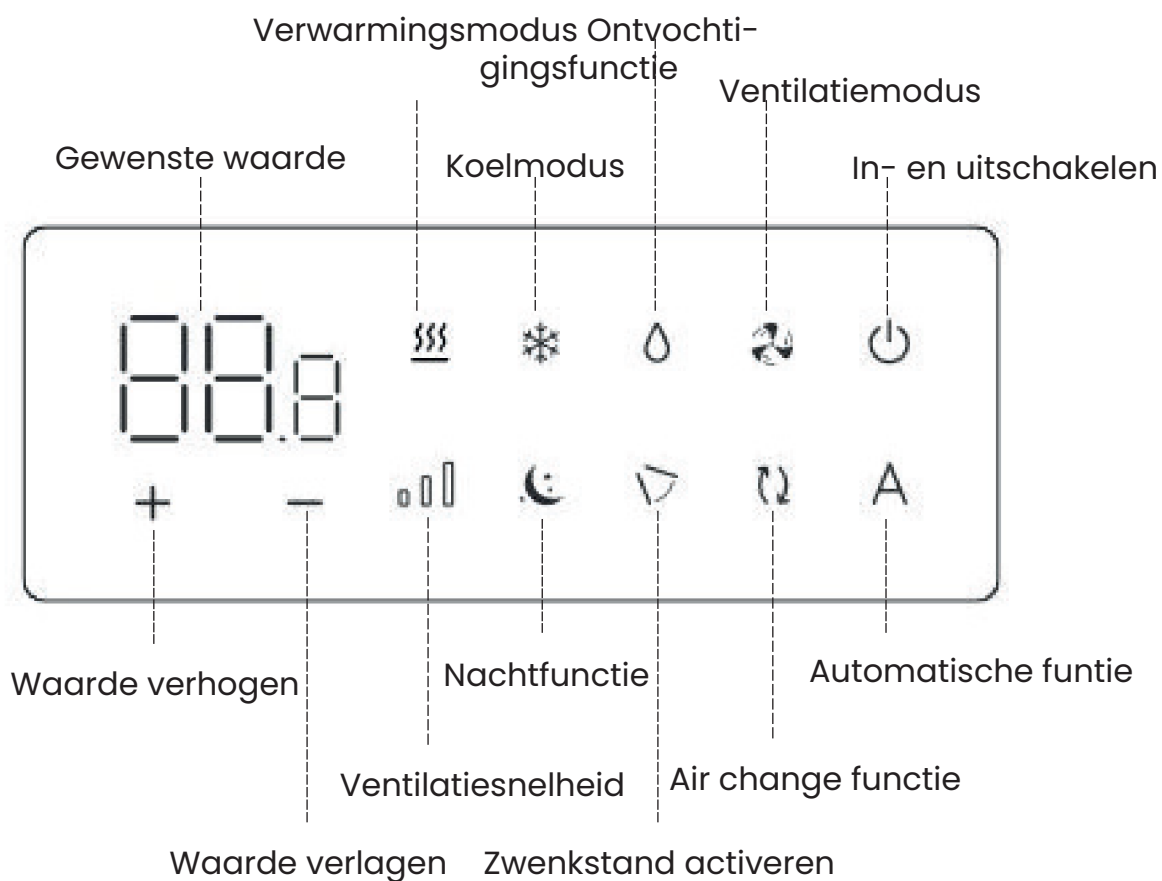 Verwarmingsmodus Ontvochti-
gingsfunctie
Ventilatiemodus
Gewenste waarde
Koelmodus
In- en uitschakelen
88.8
+
−
A
Waarde verhogen
Nachtfunctie
Automatische funtie
Ventilatiesnelheid
Air change functie
Waarde verlagen
Zwenkstand activeren